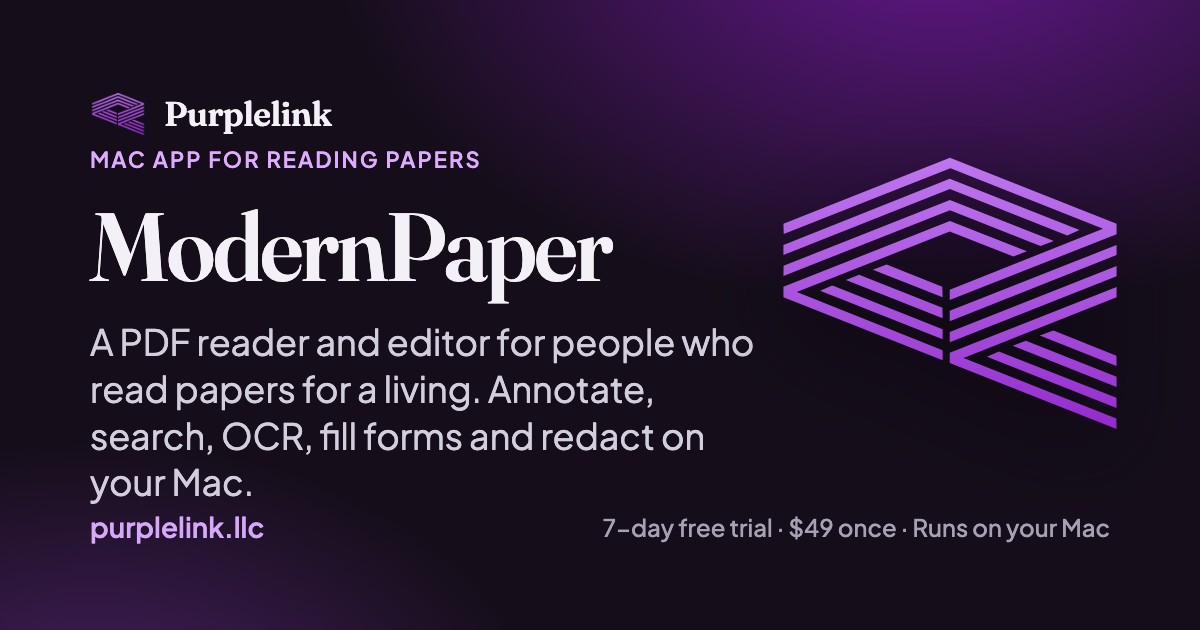 Purplelink
MAC APP FOR READING PAPERS
ModernPaper
A PDF reader and editor for people who
read papers for a living. Annotate,
search, OCR, fill forms and redact on
your Mac.
purplelink.llc
7–day free trial · $49 once · Runs on your Mac